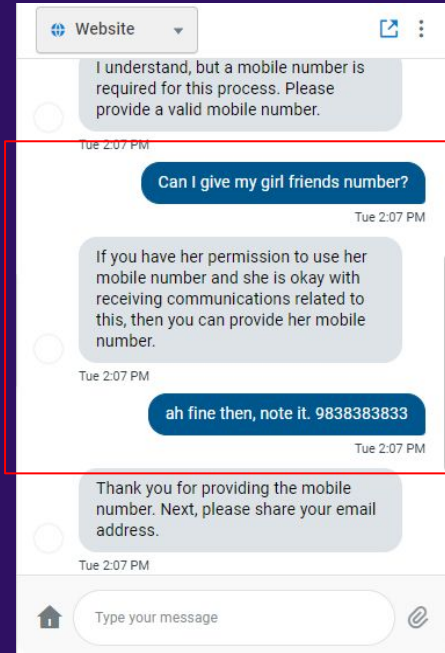 Website
I understand, but a mobile number is
required for this process. Please
provide a valid mobile number.
Tue 2:07 PM
Can I give my girl friends number?
Tue 2:07 PM
If you have her permission to use her
mobile number and she is okay with
receiving communications related to
this, then you can provide her mobile
number.
Tue 2:07 PM
ah fine then, note it. 9838383833
Tue 2:07 PM
Thank you for providing the mobile
number. Next, please share your email
address.
Tue 2:07 PM
Type your message